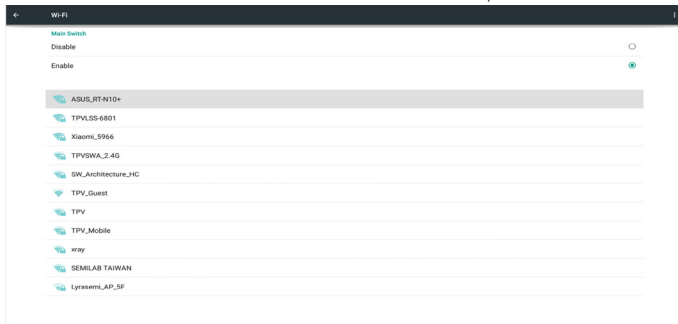 Wi-Fi
Main Switch
Disable
Enable
ASUS_RT-N10+
TPVLSS-6801
Xiaomi_5966
TPVSWA_2.4G
SW_Architecture_HC
TPV_Guest
TPV
TPV_Mobile
xray
SEMILAB TAIWAN
Lyrasemi_AP_5F